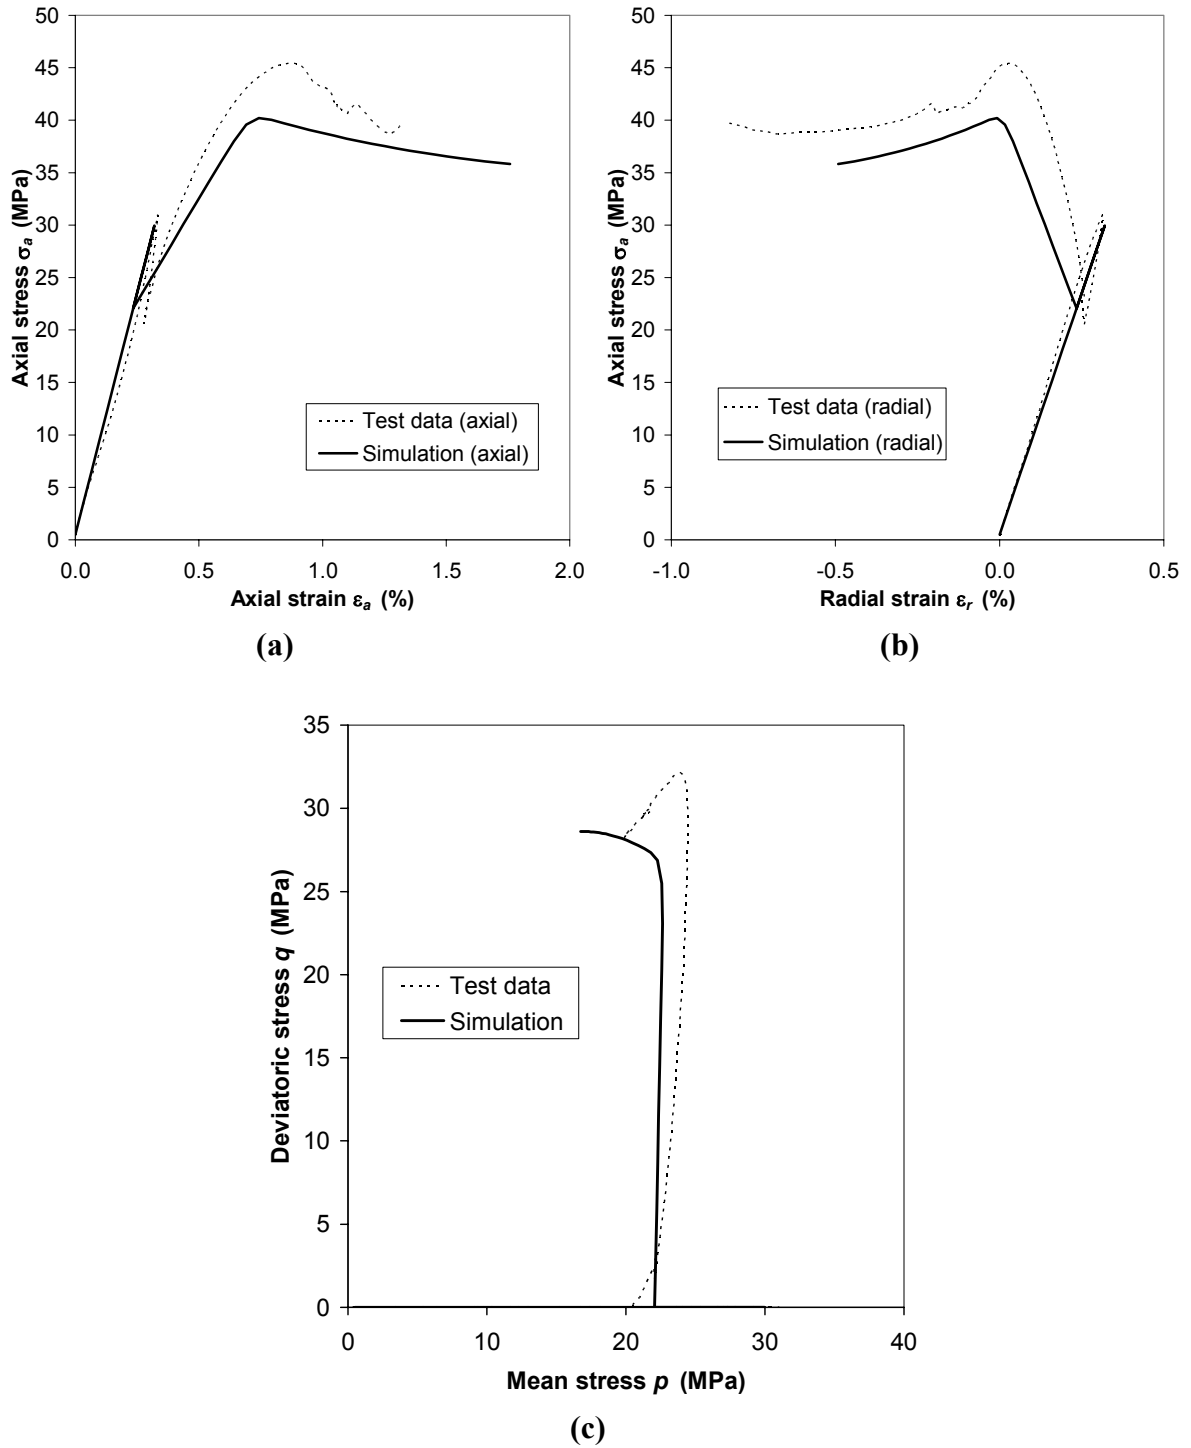 50
45
40
35
30
25
20
15
10
5
0
Axial stress σa (MPa)
Test data (axial)
Simulation (axial)
0.0 0.5 1.0 1.5 2.0
Axial strain εa (%)
(a)
50
45
40
35
30
25
20
15
10
5
0
Axial stress σa (MPa)
Test data (radial)
Simulation (radial)
-1.0 -0.5 0.0 0.5
Radial strain εr (%)
(b)
35
30
25
20
15
10
5
0
Deviatoric stress q (MPa)
Test data
Simulation
0 10 20 30 40
Mean stress p (MPa)
(c)